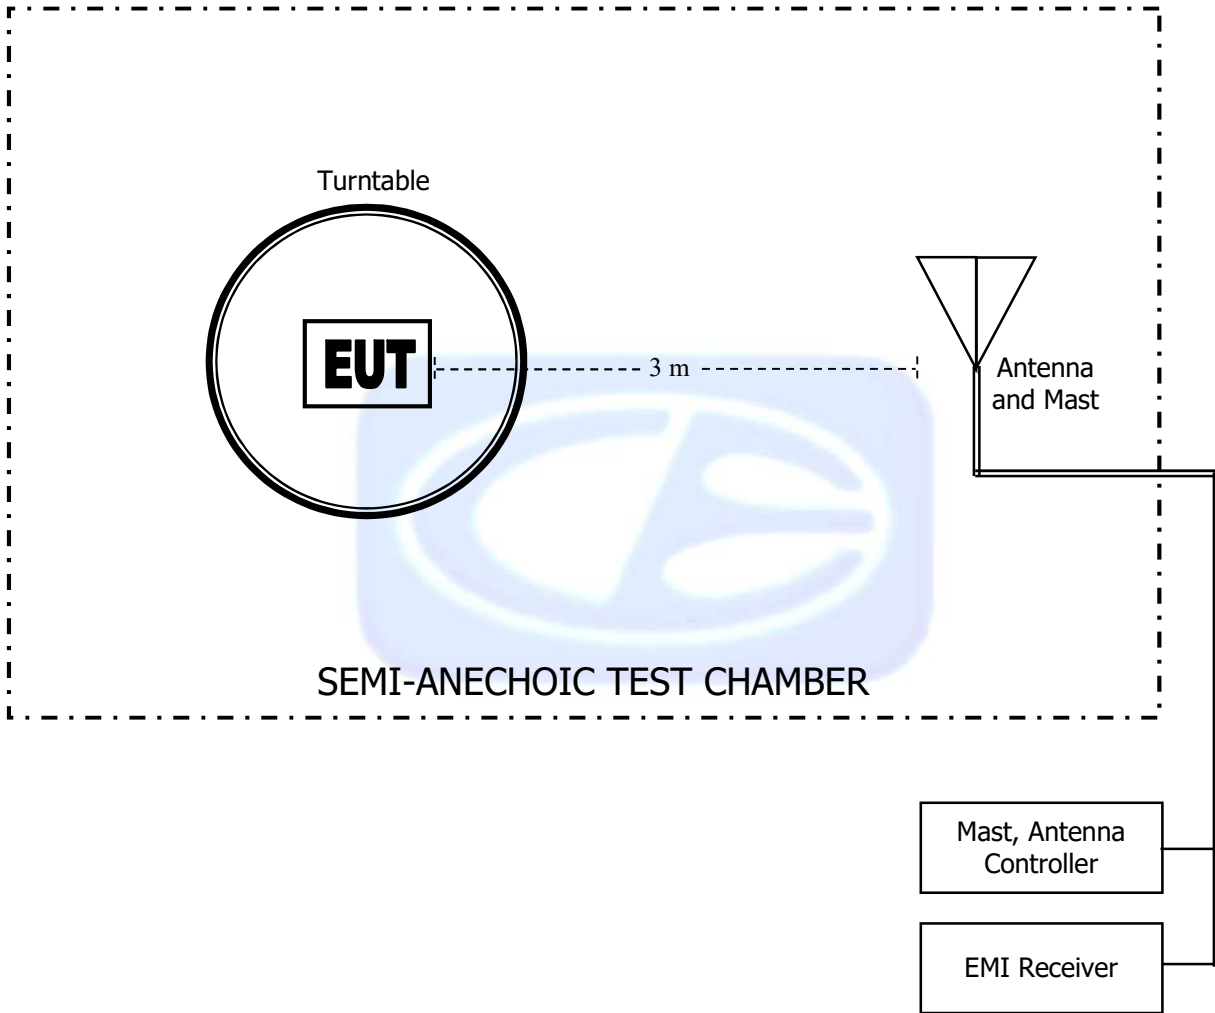 Turntable
EUT
3 m
Antenna
and Mast
SEMI-ANECHOIC TEST CHAMBER
Mast, Antenna
Controller
EMI Receiver